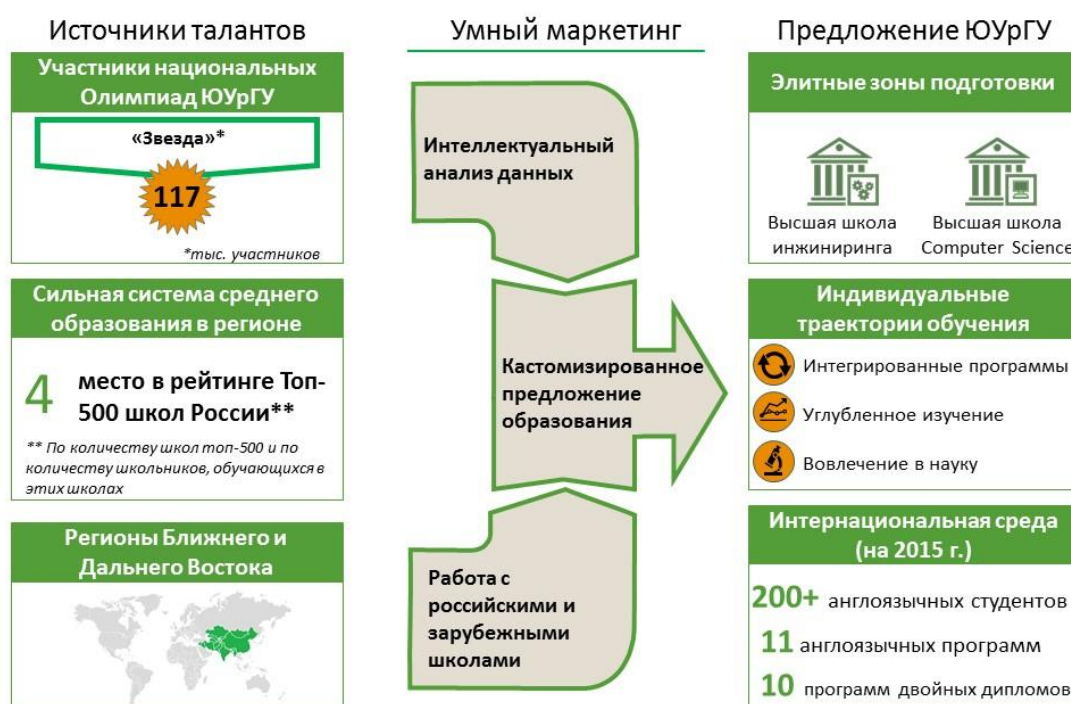 Источники талантов
Участники национальных
Олимпиад ЮУрГУ
«Звезда»*
117
*тыс. участников
Сильная система среднего
образования в регионе
4 место в рейтинге Топ-
500 школ России**
** По количеству школ топ-500 и по
количеству школьников, обучающихся в
этих школах
Регионы Ближнего и
Дальнего Востока
Умный маркетинг
Интеллектуальный
анализ данных
Кастомизированное
предложение
образования
Работа с
российскими и
зарубежными
школами
Предложение ЮУрГУ
Элитные зоны подготовки
Высшая школа
инжиниринга
Высшая школа
Computer Science
Индивидуальные
траектории обучения
Интегрированные программы
Углубленное изучение
Вовлечение в науку
Интернациональная среда
(на 2015 г.)
200+ англоязычных студентов
11 англоязычных программ
10 программ двойных дипломов